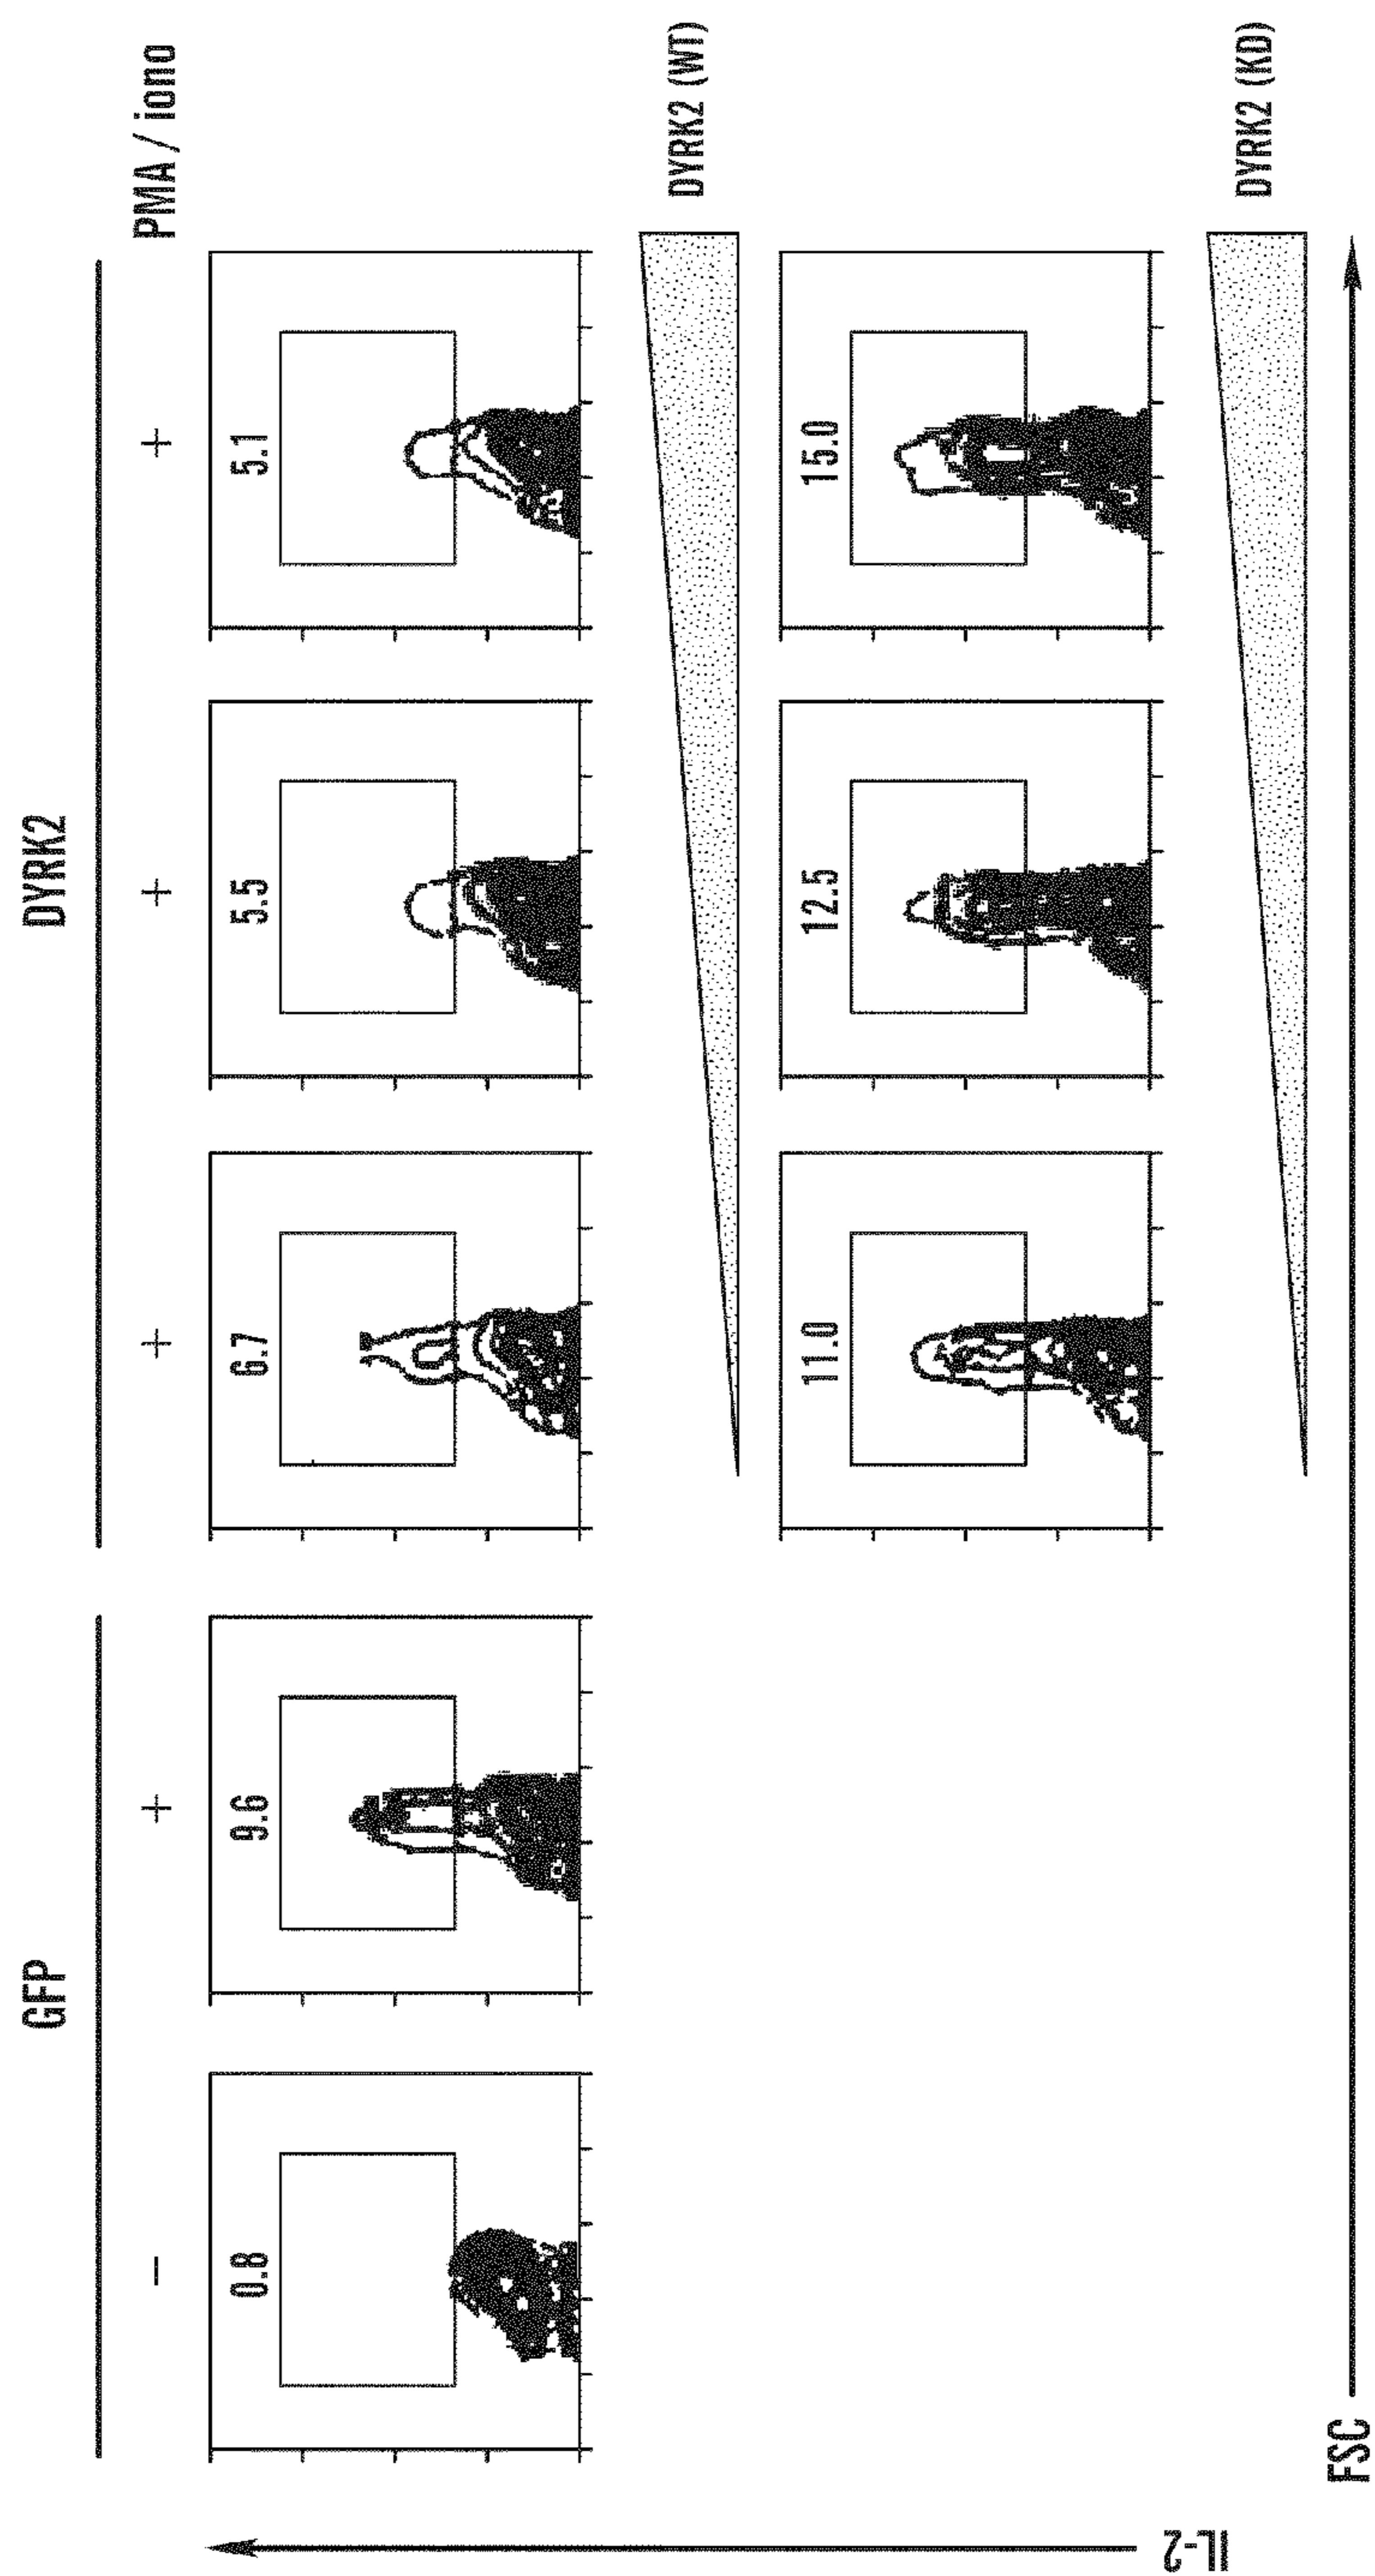 GFP
DYRK2
− + + + + PMA / iono
0.8 9.6 6.7 5.5 5.1
DYRK2 (WT)
11.0 12.5 15.0
DYRK2 (KD)
IL-2
FSC